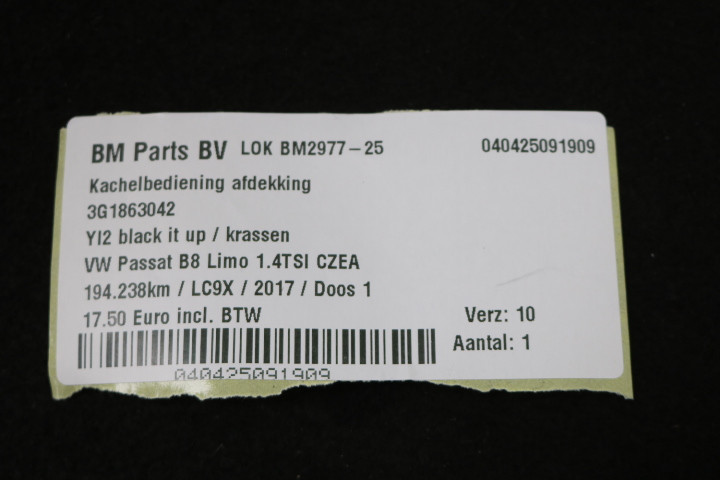 BM Parts BV LOK BM2977-25 040425091909
Kachelbediening afdekking
3G1863042
YI2 black it up / krassen
VW Passat B8 Limo 1.4TSI CZEA
194.238km / LC9X / 2017 / Doos 1
17.50 Euro incl. BTW Verz: 10
Aantal: 1
040425091909